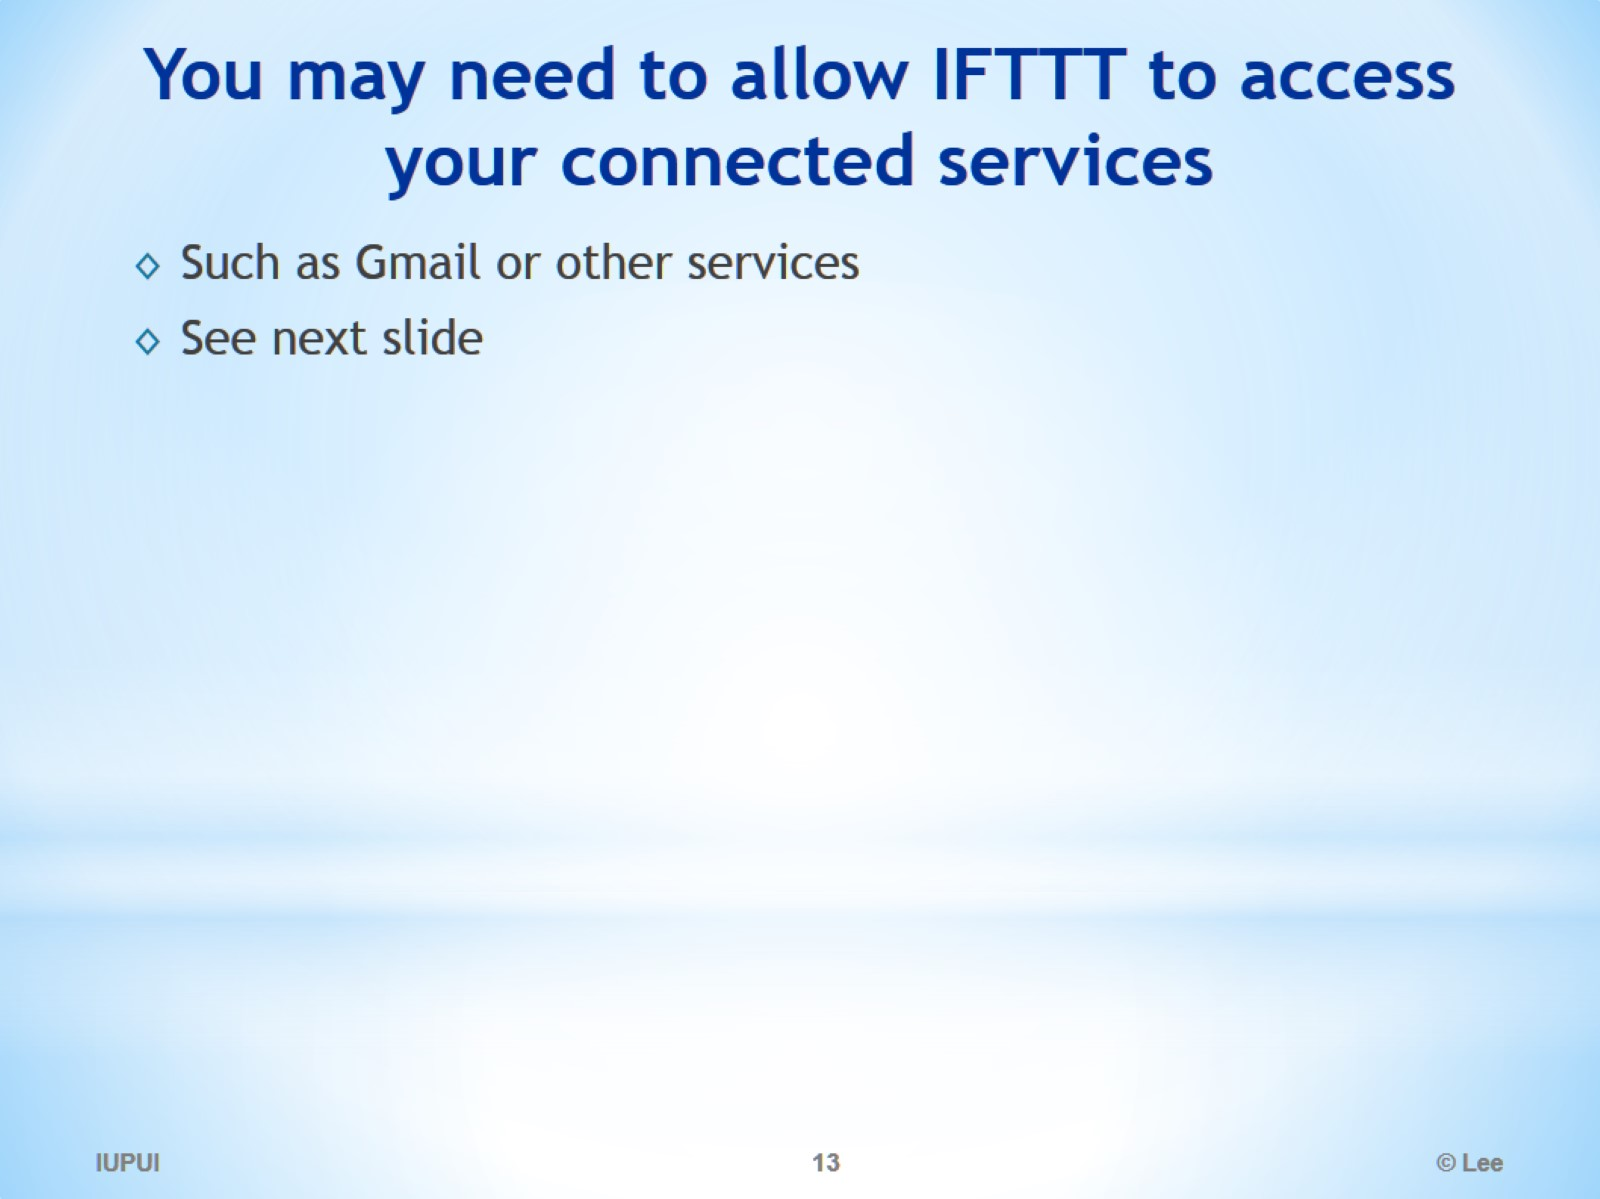 You may need to allow IFTTT to access
your connected services
◇ Such as Gmail or other services
◇ See next slide
IUPUI 13 © Lee